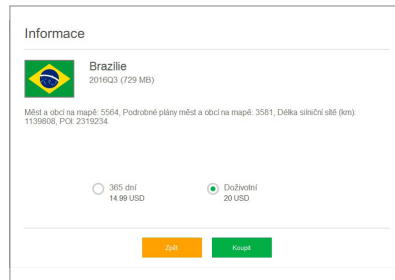 Informace
Brazílie
2016Q3 (729 MB)
Měst a obcí na mapě: 5564, Podrobné plány měst a obcí na mapě: 3581, Délka silniční sítě (km):
1139808, POI: 2319234.
365 dní
14.99 USD
Doživotní
20 USD
Zpět
Koupit